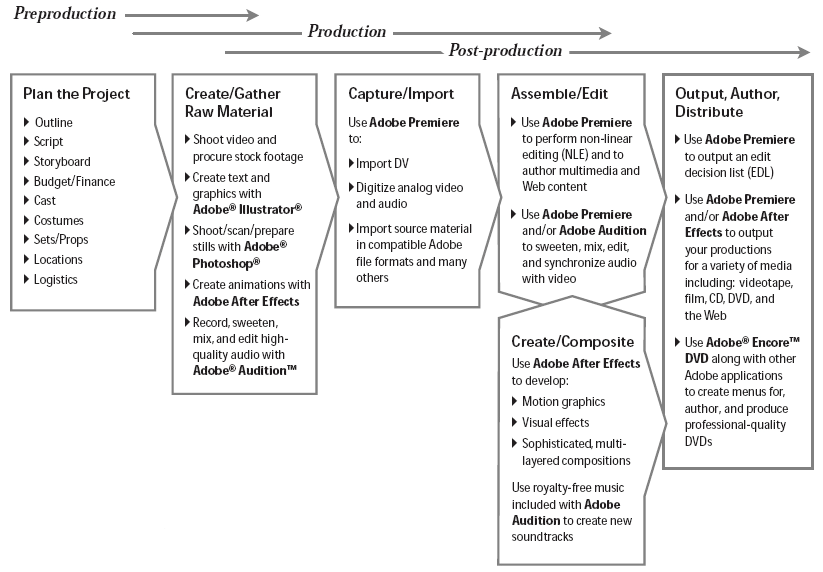 Preproduction
Production
Post-production
Plan the Project
Outline
Script
Storyboard
Budget/Finance
Cast
Costumes
Sets/Props
Locations
Logistics
Create/Gather
Raw Material
Shoot video and
procure stock footage
Create text and
graphics with
Adobe® Illustrator®
Shoot/scan/prepare
stills with Adobe®
Photoshop®
Create animations with
Adobe After Effects
Record, sweeten,
mix, and edit high-
quality audio with
Adobe® Audition™
Capture/Import
Use Adobe Premiere
to:
Import DV
Digitize analog video
and audio
Import source material
in compatible Adobe
file formats and many
others
Assemble/Edit
Use Adobe Premiere
to perform non-linear
editing (NLE) and to
author multimedia and
Web content
Use Adobe Premiere
and/or Adobe Audition
to sweeten, mix, edit,
and synchronize audio
with video
Create/Composite
Use Adobe After Effects
to develop:
Motion graphics
Visual effects
Sophisticated, multi-
layered compositions
Use royalty-free music
included with Adobe
Audition to create new
soundtracks
Output, Author,
Distribute
Use Adobe Premiere
to output an edit
decision list (EDL)
Use Adobe Premiere
and/or Adobe After
Effects to output
your productions
for a variety of media
including: videotape,
film, CD, DVD, and
the Web
Use Adobe® Encore™
DVD along with other
Adobe applications
to create menus for,
author, and produce
professional-quality
DVDs